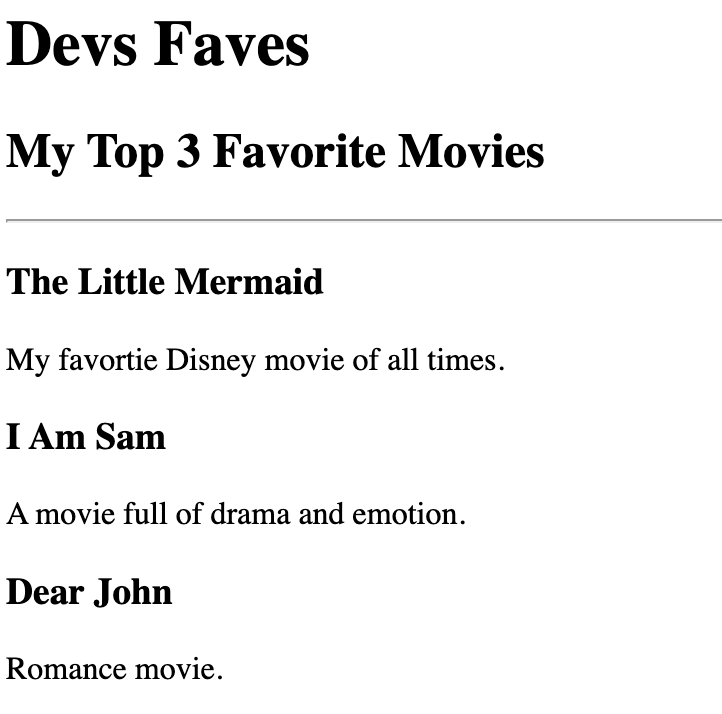 Devs Faves
My Top 3 Favorite Movies
The Little Mermaid
My favortie Disney movie of all times.
I Am Sam
A movie full of drama and emotion.
Dear John
Romance movie.